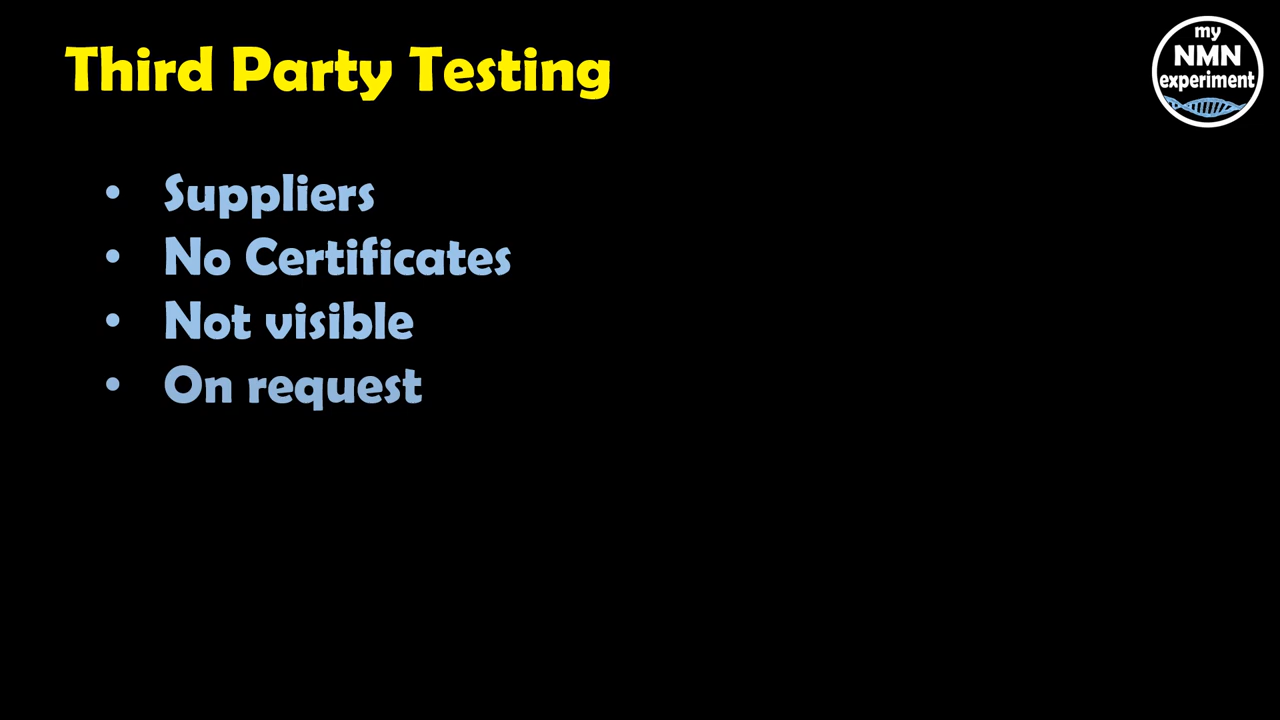 Third Party Testing
my
NMN
experiment
• Suppliers
• No Certificates
• Not visible
• On request